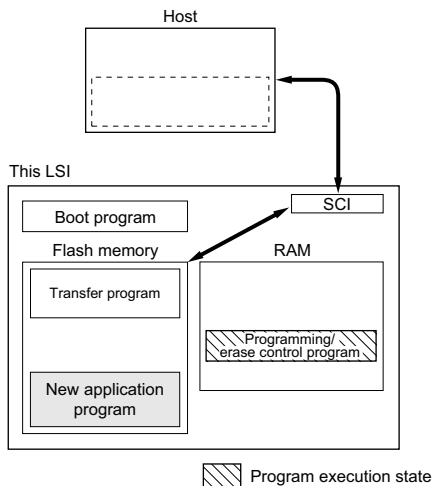 Host
This LSI
SCI
Boot program
Flash memory
RAM
Transfer program
Programming/
erase control program
New application
program
Program execution state